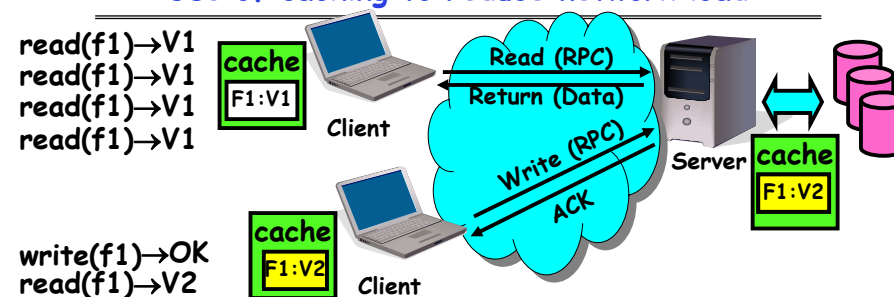 read(f1)→V1
read(f1)→V1
read(f1)→V1
read(f1)→V1
cache
F1:V1
Client
Read (RPC)
Return (Data)
Write (RPC)
ACK
Server
cache
F1:V2
write(f1)→OK
read(f1)→V2
cache
F1:V2
Client